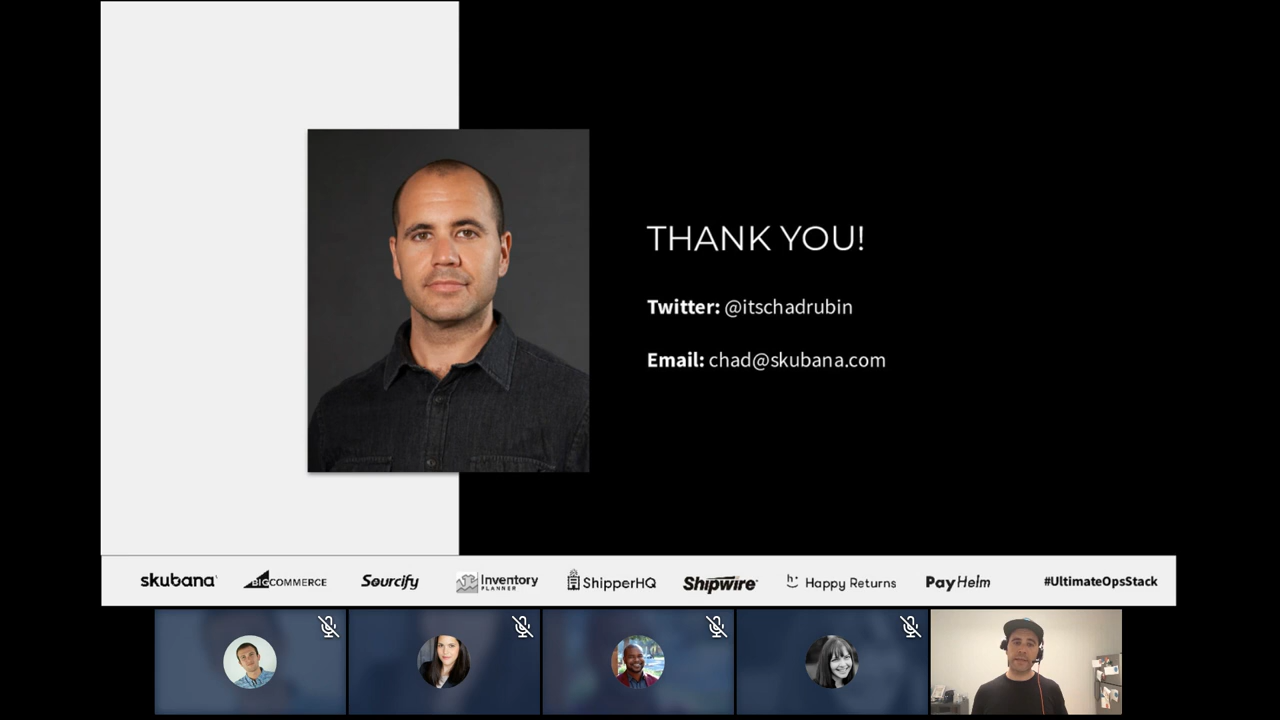 THANK YOU!
Twitter: @itschadrubin
Email: chad@skubana.com
skubana BIGCOMMERCE Sourcify Inventory PLANNER ShipperHQ Shipwire Happy Returns PayHelm #UltimateOpsStack